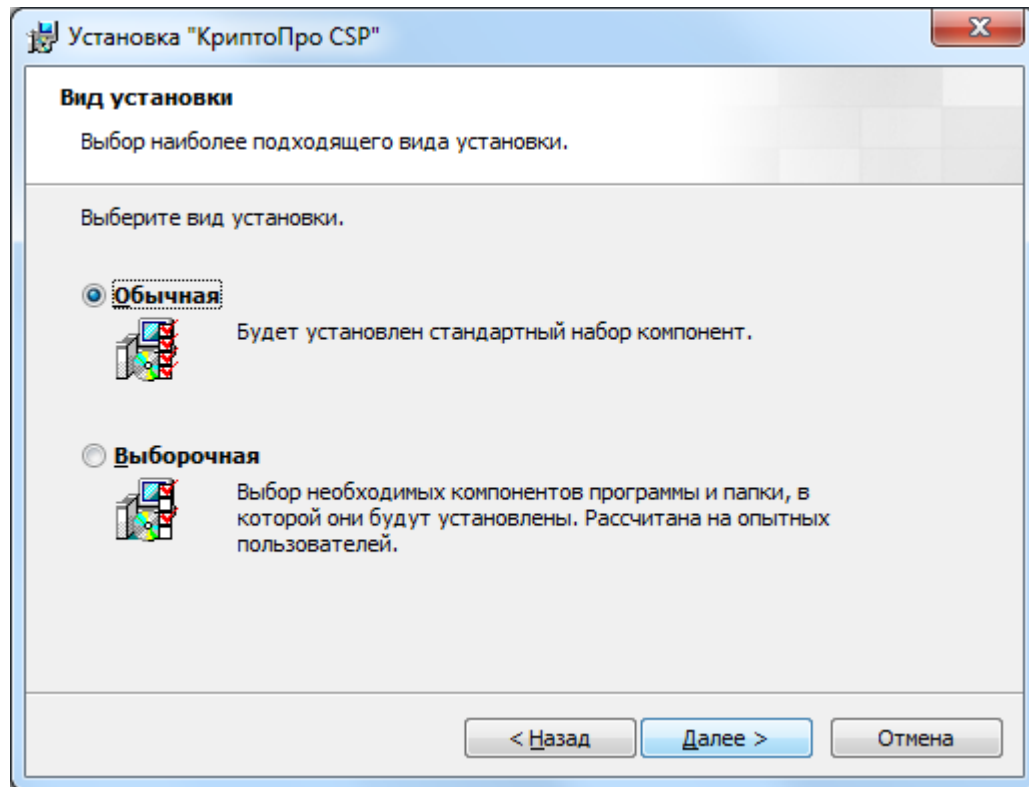 Установка "КриптоПро CSP"
Вид установки
Выбор наиболее подходящего вида установки.
Выберите вид установки.
Обычная
Будет установлен стандартный набор компонент.
Выборочная
Выбор необходимых компонентов программы и папки, в
которой они будут установлены. Рассчитана на опытных
пользователей.
< Назад
Далее >
Отмена